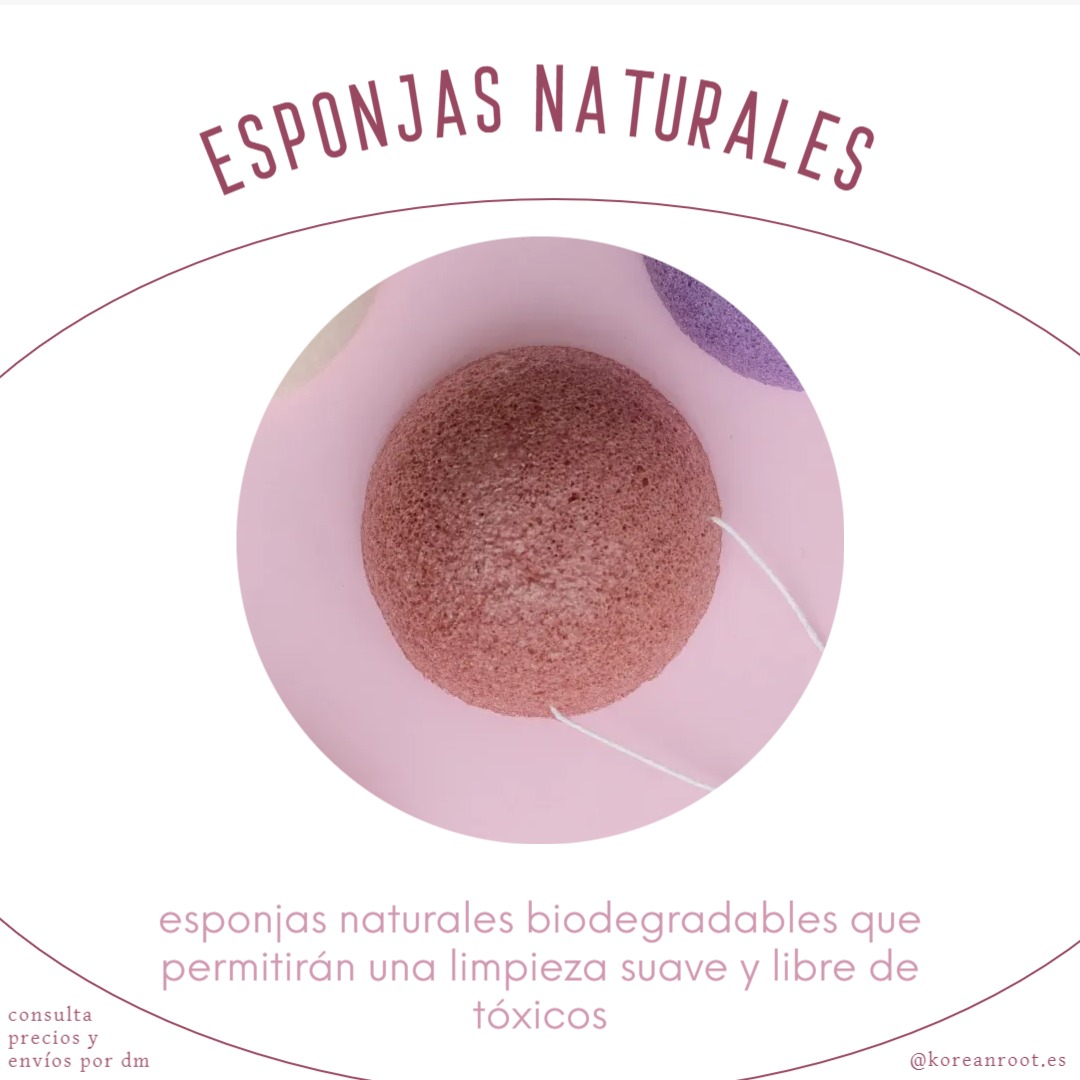 ESPONJAS NATURALES
esponjas naturales biodegradables que
permitirán una limpieza suave y libre de
tóxicos
consulta
precios y
envíos por dm
@koreanroot.es